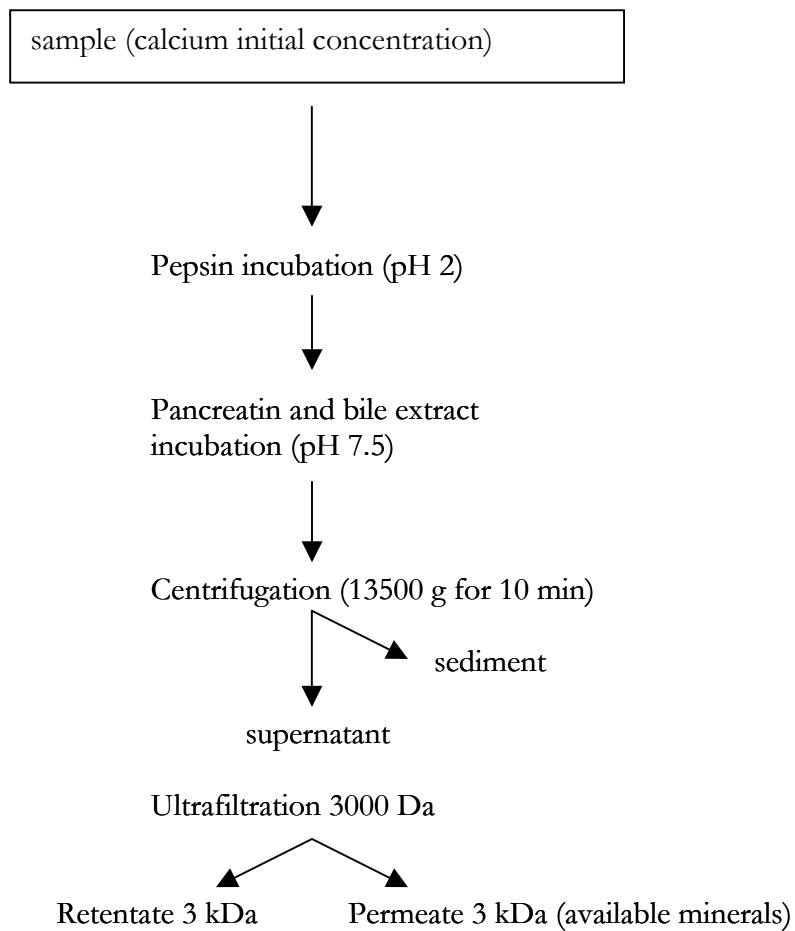 sample (calcium initial concentration)
Pepsin incubation (pH 2)
Pancreatin and bile extract
incubation (pH 7.5)
Centrifugation (13500 g for 10 min)
sediment
supernatant
Ultrafiltration 3000 Da
Retentate 3 kDa
Permeate 3 kDa (available minerals)